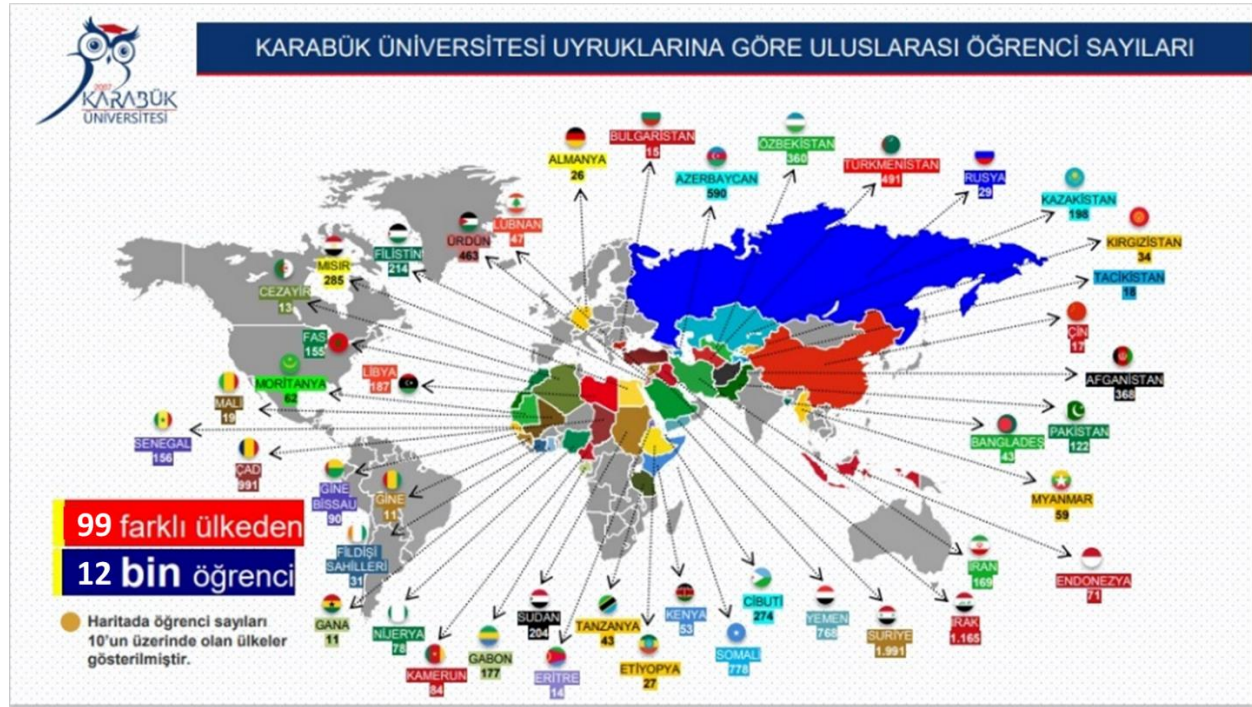 KARABÜK ÜNİVERSİTESİ UYRUKLARINA GÖRE ULUSLARASI ÖĞRENCİ SAYILARI
2007
KARABÜK
ÜNİVERSİTESİ
ALMANYA
26
BULGARİSTAN
15
AZERBAYCAN
590
ÖZBEKİSTAN
360
TÜRKMENİSTAN
491
RUSYA
29
KAZAKİSTAN
198
KIRGIZİSTAN
34
TACİKİSTAN
18
ÇİN
17
AFGANİSTAN
368
PAKİSTAN
122
BANGLADEŞ
43
MYANMAR
59
LÜBNAN
47
ÜRDÜN
463
FİLİSTİN
214
MISIR
285
CEZAYİR
13
FAS
155
LİBYA
187
MORİTANYA
62
MALİ
19
SENEGAL
156
ÇAD
991
GİNE
BİSSAU
90
GİNE
11
FİLDİŞİ
SAHİLLERİ
31
GANA
11
NİJERYA
78
KAMERUN
84
GABON
177
SUDAN
204
ERİTRE
14
TANZANYA
43
ETİYOPYA
27
KENYA
53
SOMALİ
778
CİBUTİ
274
YEMEN
768
SURİYE
1.991
IRAK
1.165
İRAN
169
ENDONEZYA
71
99 farklı ülkeden
12 bin öğrenci
Haritada öğrenci sayıları
10'un üzerinde olan ülkeler
gösterilmiştir.